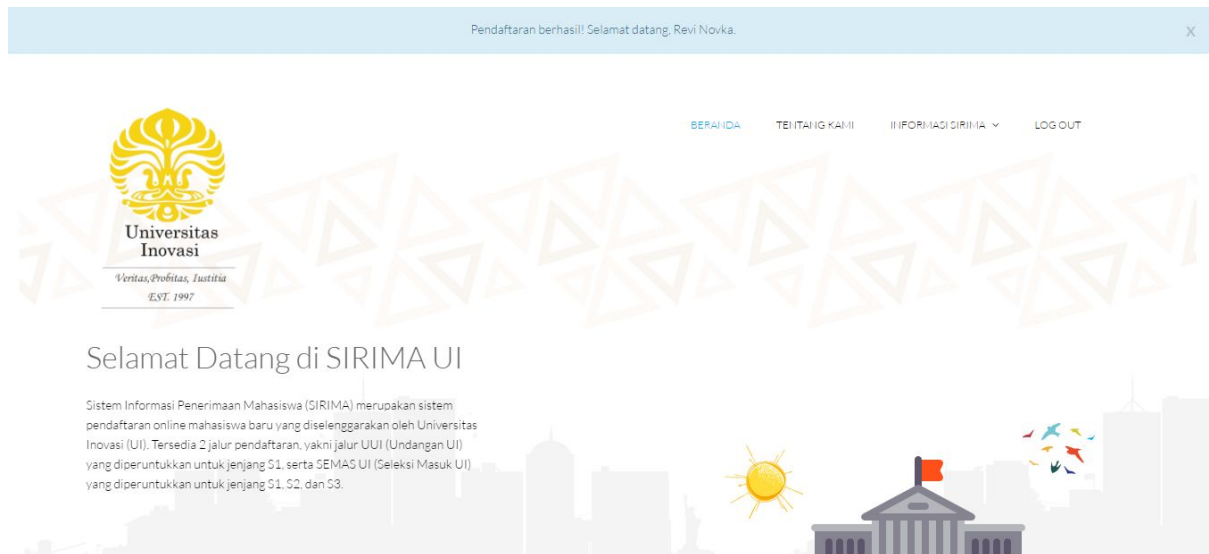 Pendaftaran berhasil! Selamat datang, Revi Novka.
X
BERANDA
TENTANG KAMI
INFORMASI SIRIMA
LOG OUT
Universitas
Inovasi
Veritas,Probitas, Iustitia
EST. 1997
Selamat Datang di SIRIMA UI
Sistem Informasi Penerimaan Mahasiswa (SIRIMA) merupakan sistem
pendaftaran online mahasiswa baru yang diselenggarakan oleh Universitas
Inovasi (UI). Tersedia 2 jalur pendaftaran, yakni jalur UUI (Undangan UI)
yang diperuntukkan untuk jenjang S1, serta SEMAS UI (Seleksi Masuk UI)
yang diperuntukkan untuk jenjang S1, S2, dan S3.